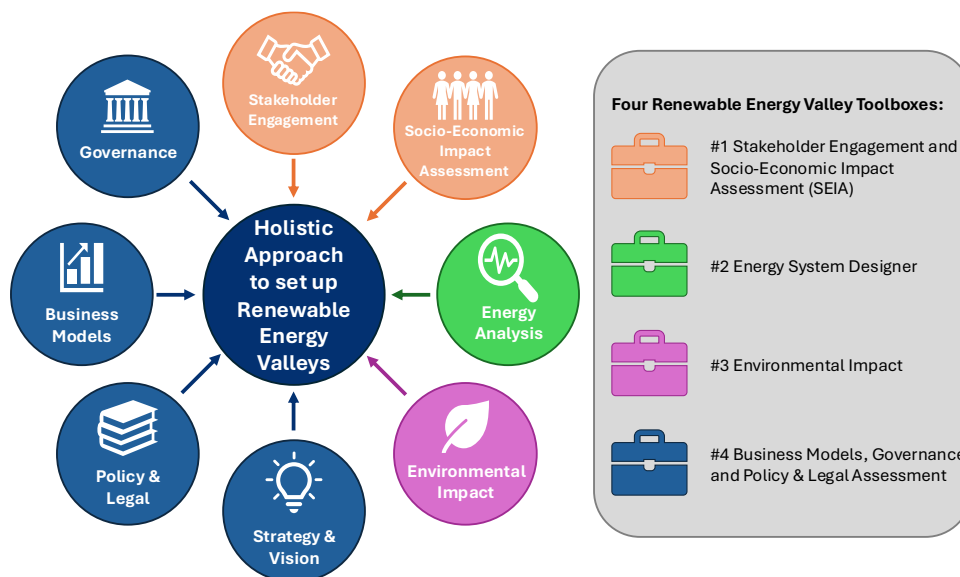 Stakeholder
Engagement
Socio-Economic
Impact
Assessment
Governance
Holistic
Approach
to set up
Renewable
Energy
Valleys
Business
Models
Energy
Analysis
Policy &
Legal
Environmental
Impact
Strategy &
Vision
Four Renewable Energy Valley Toolboxes:
#1 Stakeholder Engagement and
Socio-Economic Impact
Assessment (SEIA)
#2 Energy System Designer
#3 Environmental Impact
#4 Business Models, Governance
and Policy & Legal Assessment